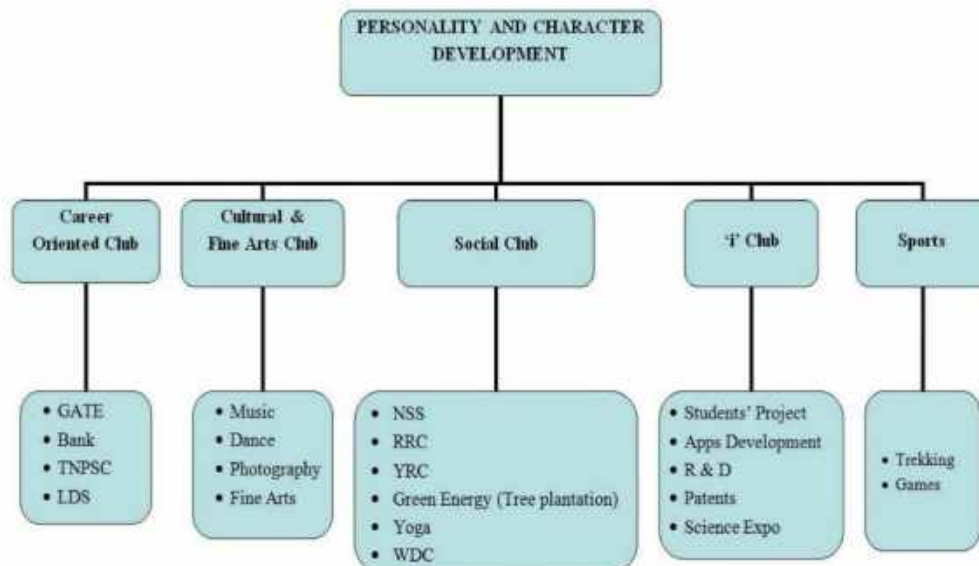 PERSONALITY AND CHARACTER
DEVELOPMENT
Career
Oriented Club
Cultural &
Fine Arts Club
Social Club
‘i’ Club
Sports
• GATE
• Bank
• TNPSC
• LDS
• Music
• Dance
• Photography
• Fine Arts
• NSS
• RRC
• YRC
• Green Energy (Tree plantation)
• Yoga
• WDC
• Students’ Project
• Apps Development
• R & D
• Patents
• Science Expo
• Trekking
• Games